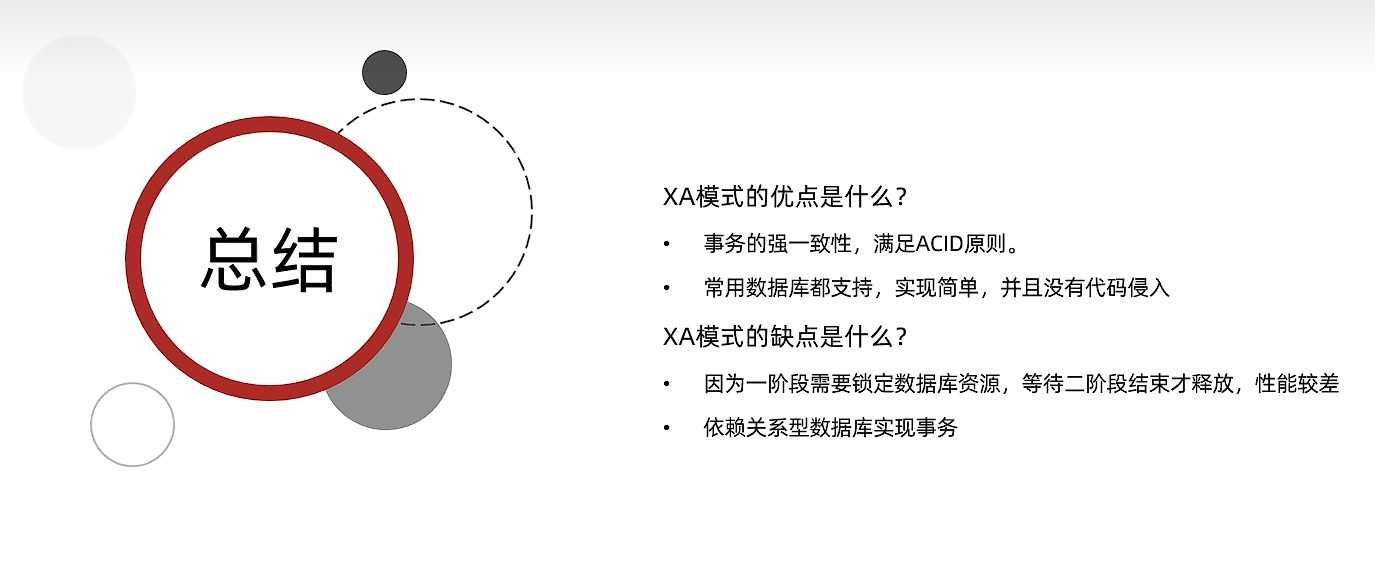 总结
XA模式的优点是什么？
• 事务的强一致性，满足ACID原则。
• 常用数据库都支持，实现简单，并且没有代码侵入
XA模式的缺点是什么？
• 因为一阶段需要锁定数据库资源，等待二阶段结束才释放，性能较差
• 依赖关系型数据库实现事务